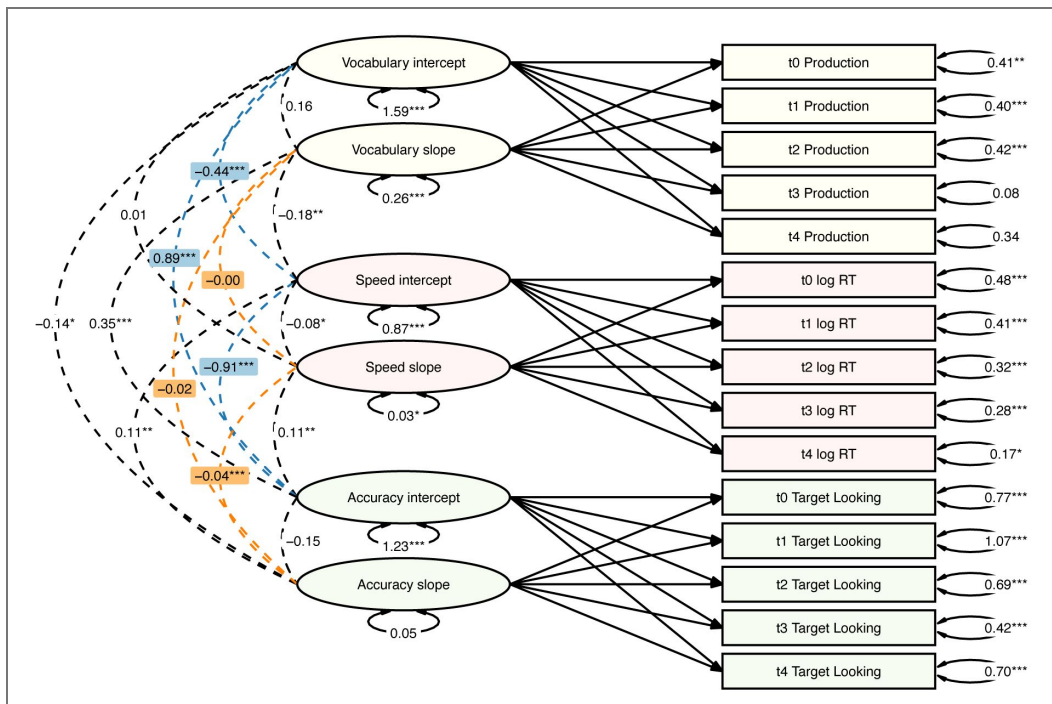 Vocabulary intercept
1.59***
Vocabulary slope
0.26***
Speed intercept
0.87***
Speed slope
0.03*
Accuracy intercept
1.23***
Accuracy slope
0.05
0.16
−0.44***
0.01
−0.18**
0.89***
−0.00
−0.14*
0.35***
−0.08*
−0.91***
−0.02
0.11**
0.11**
−0.04***
−0.15
t0 Production
0.41**
t1 Production
0.40***
t2 Production
0.42***
t3 Production
0.08
t4 Production
0.34
t0 log RT
0.48***
t1 log RT
0.41***
t2 log RT
0.32***
t3 log RT
0.28***
t4 log RT
0.17*
t0 Target Looking
0.77***
t1 Target Looking
1.07***
t2 Target Looking
0.69***
t3 Target Looking
0.42***
t4 Target Looking
0.70***